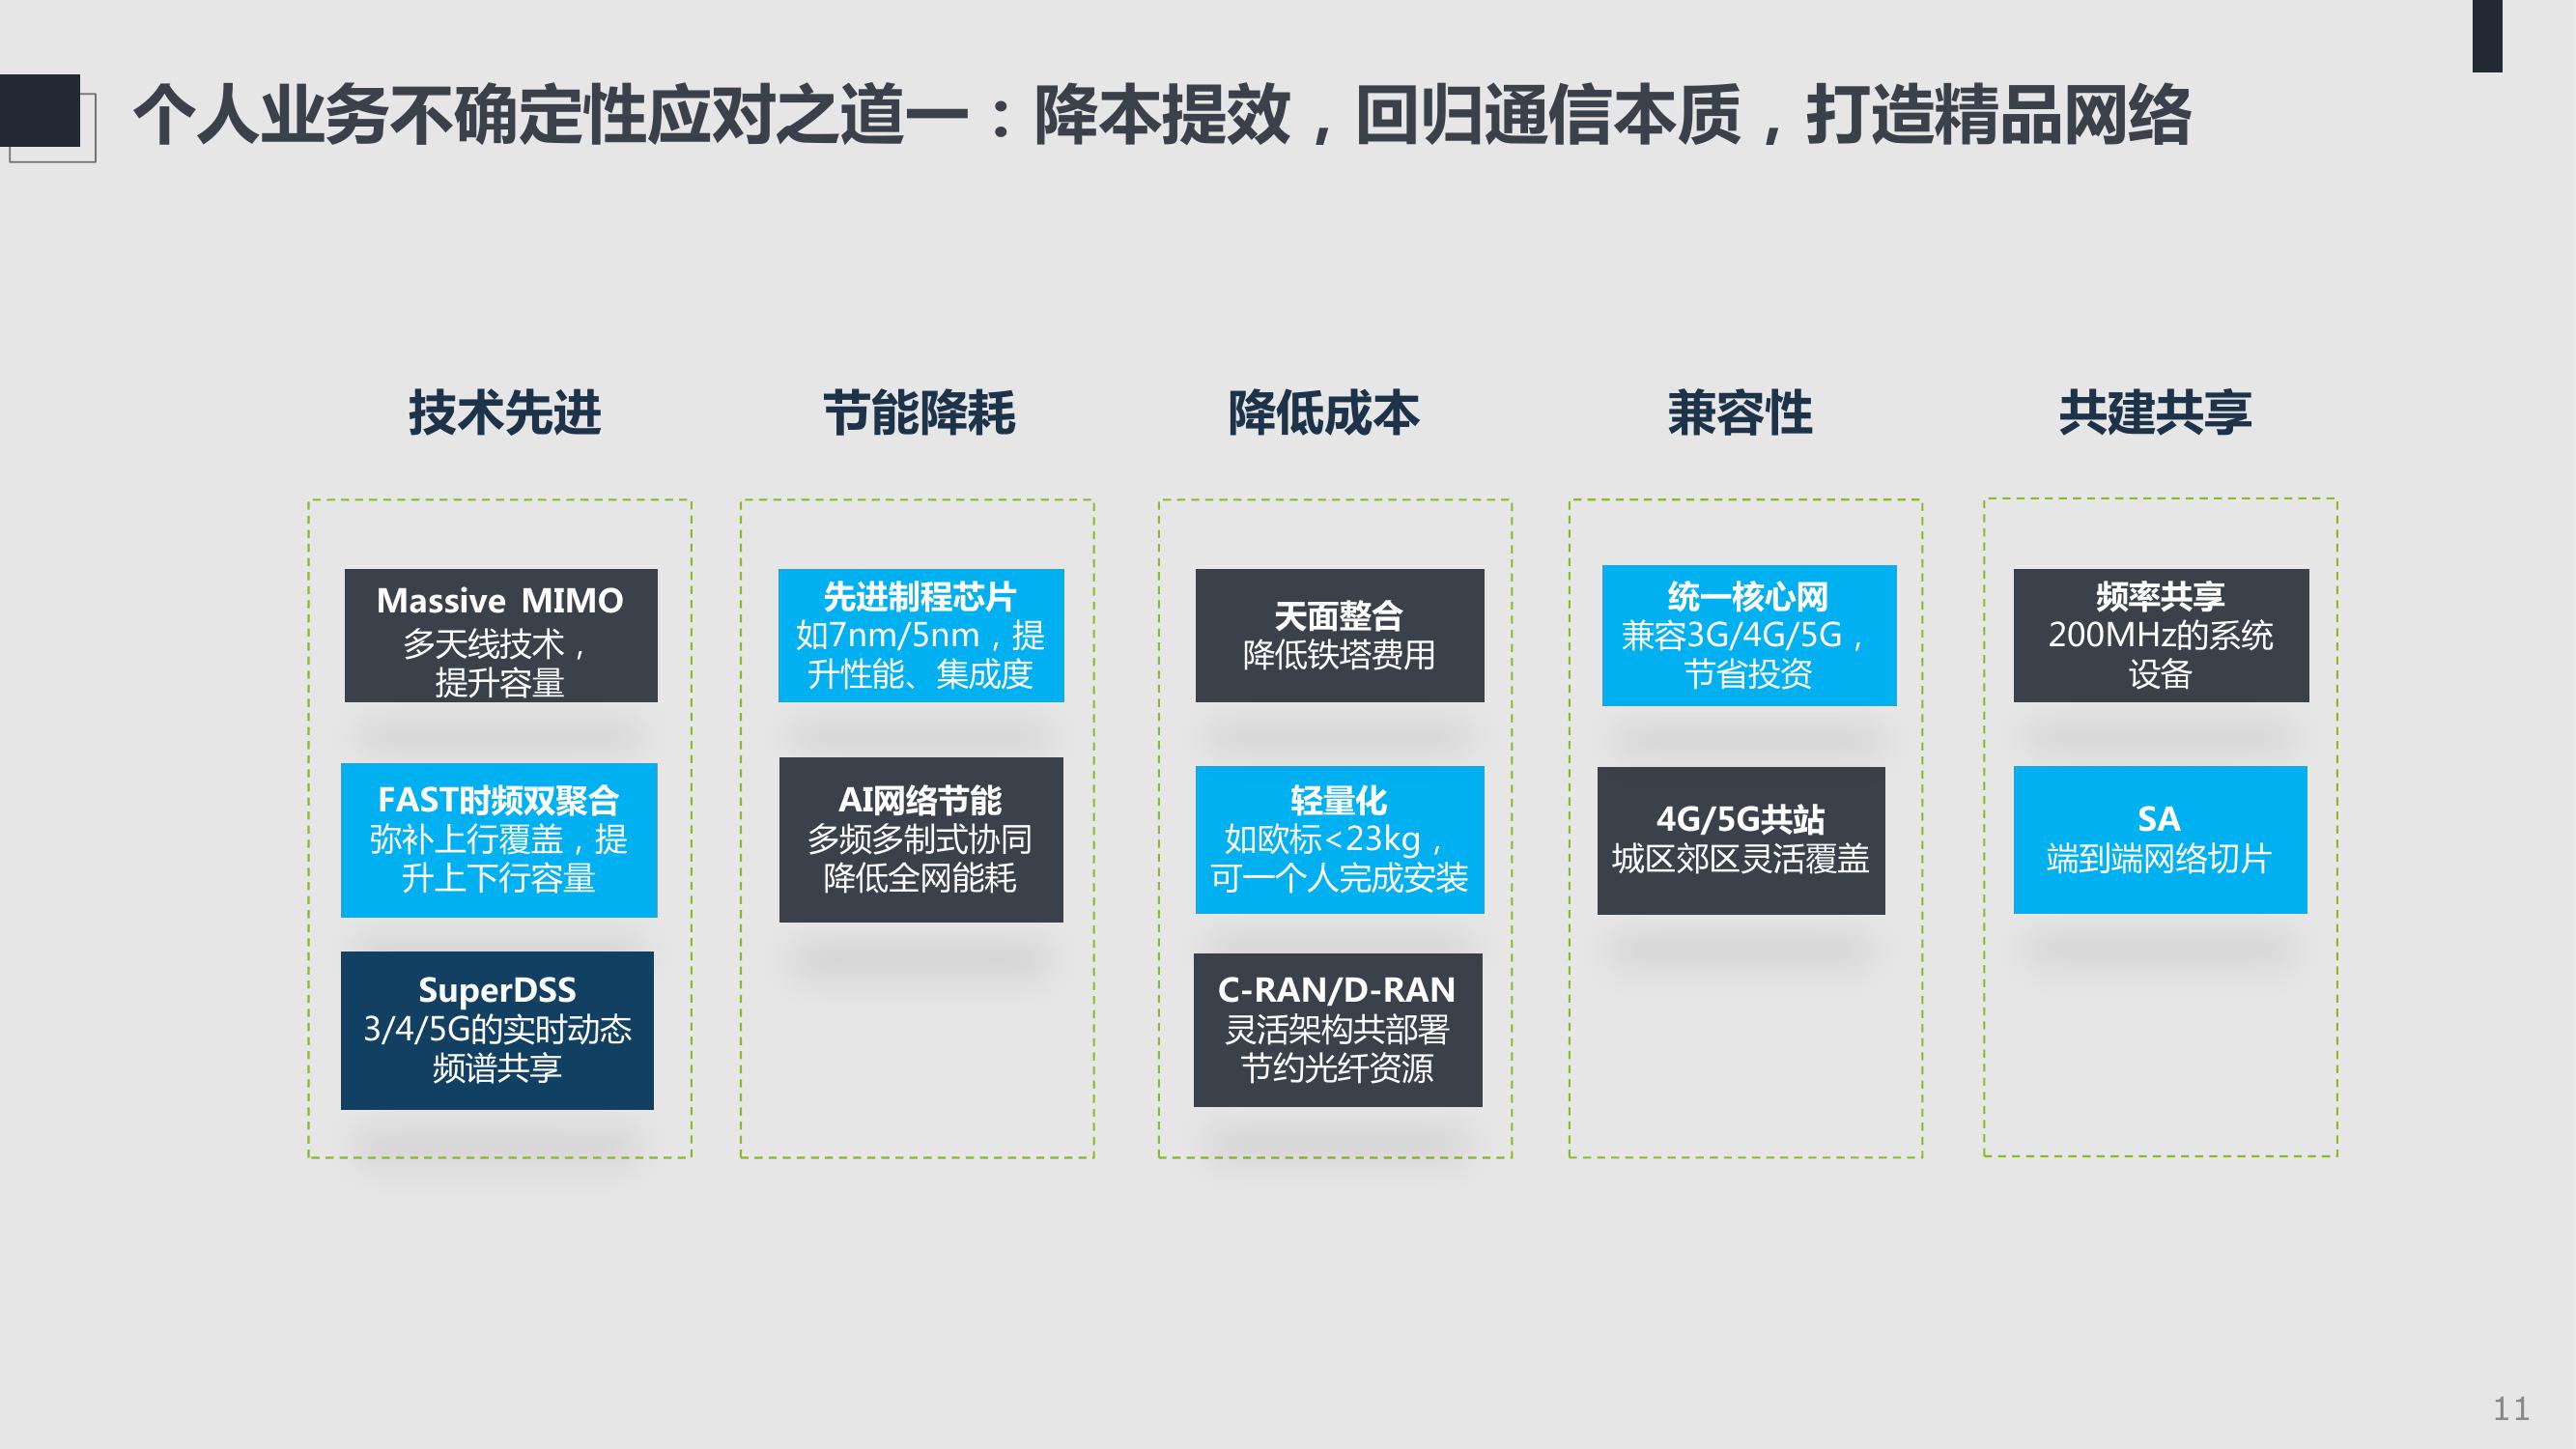 个人业务不确定性应对之道一：降本提效，回归通信本质，打造精品网络
技术先进
Massive MIMO
多天线技术，
提升容量
FAST时频双聚合
弥补上行覆盖，提
升上下行容量
SuperDSS
3/4/5G的实时动态
频谱共享
节能降耗
先进制程芯片
如7nm/5nm，提
升性能、集成度
AI网络节能
多频多制式协同
降低全网能耗
降低成本
天面整合
降低铁塔费用
轻量化
如欧标<23kg，
可一个人完成安装
C-RAN/D-RAN
灵活架构共部署
节约光纤资源
兼容性
统一核心网
兼容3G/4G/5G，
节省投资
4G/5G共站
城区郊区灵活覆盖
共建共享
频率共享
200MHz的系统
设备
SA
端到端网络切片
11